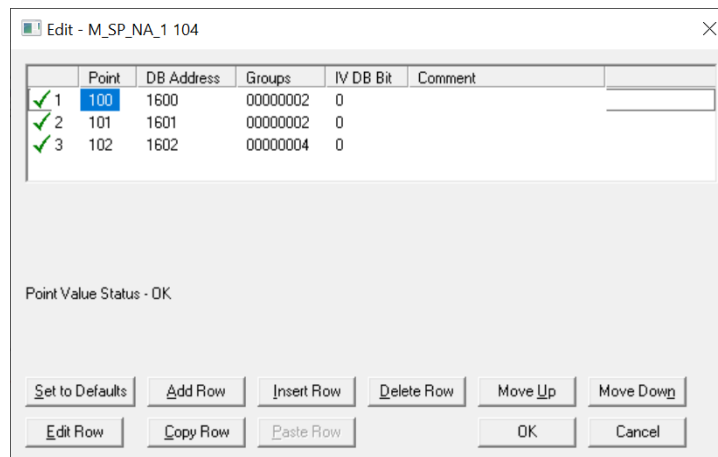 Edit - M_SP_NA_1 104
Point DB Address Groups IV DB Bit Comment
1 100 1600 00000002 0
2 101 1601 00000002 0
3 102 1602 00000004 0
Point Value Status - OK
Set to Defaults Add Row Insert Row Delete Row Move Up Move Down
Edit Row Copy Row Paste Row OK Cancel